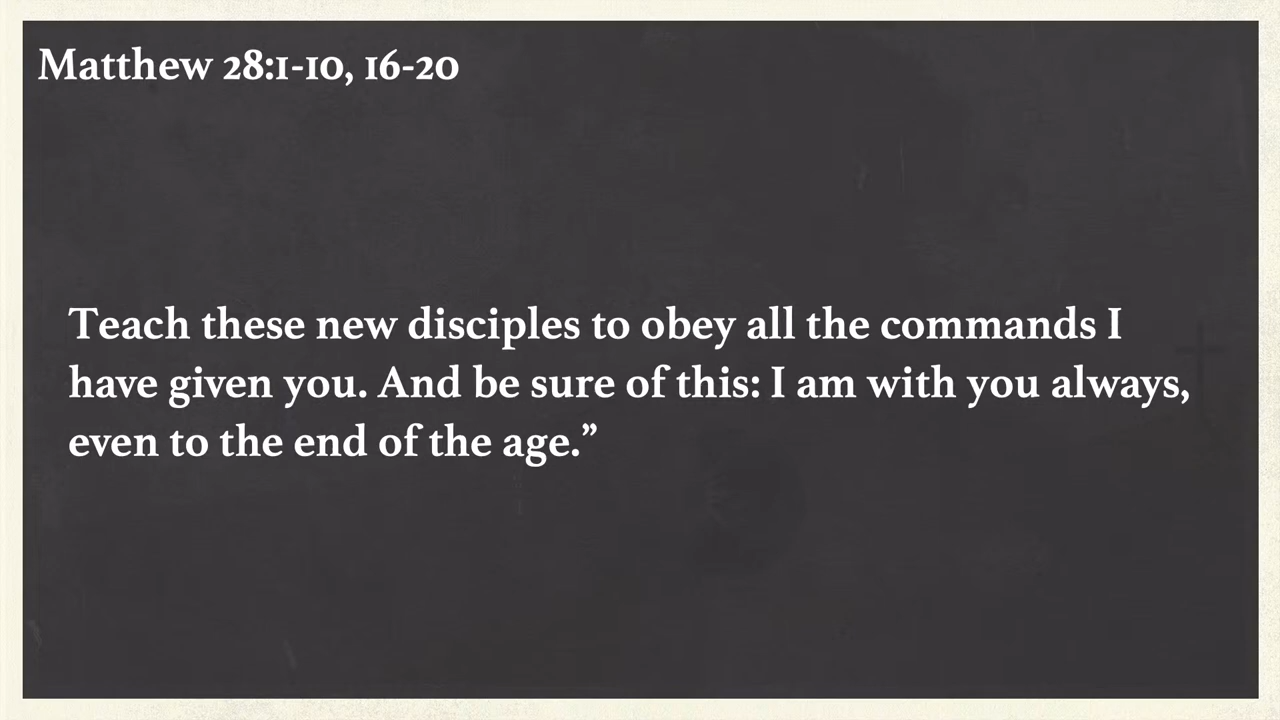 Matthew 28:1-10, 16-20
Teach these new disciples to obey all the commands I
have given you. And be sure of this: I am with you always,
even to the end of the age.”